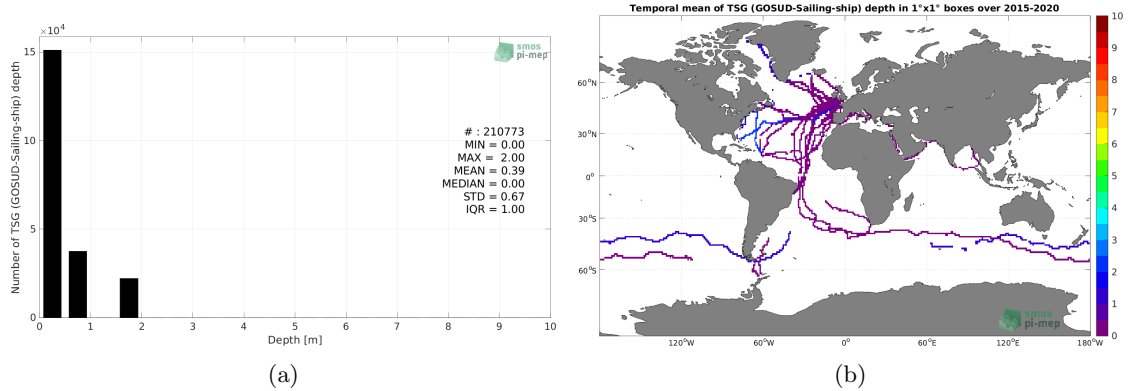 ×10⁴
15
10
5
0
Number of TSG (GOSUD-Sailing-ship) depth
smos
pi-mep
# : 210773
MIN = 0.00
MAX = 2.00
MEAN = 0.39
MEDIAN = 0.00
STD = 0.67
IQR = 1.00
0 1 2 3 4 5 6 7 8 9 10
Depth [m]
(a)
Temporal mean of TSG (GOSUD-Sailing-ship) depth in 1°x1° boxes over 2015-2020
60°N
30°N
0°
30°S
60°S
120°W 60°W 0° 60°E 120°E 180°W
smos
pi-mep
10
9
8
7
6
5
4
3
2
1
0
(b)